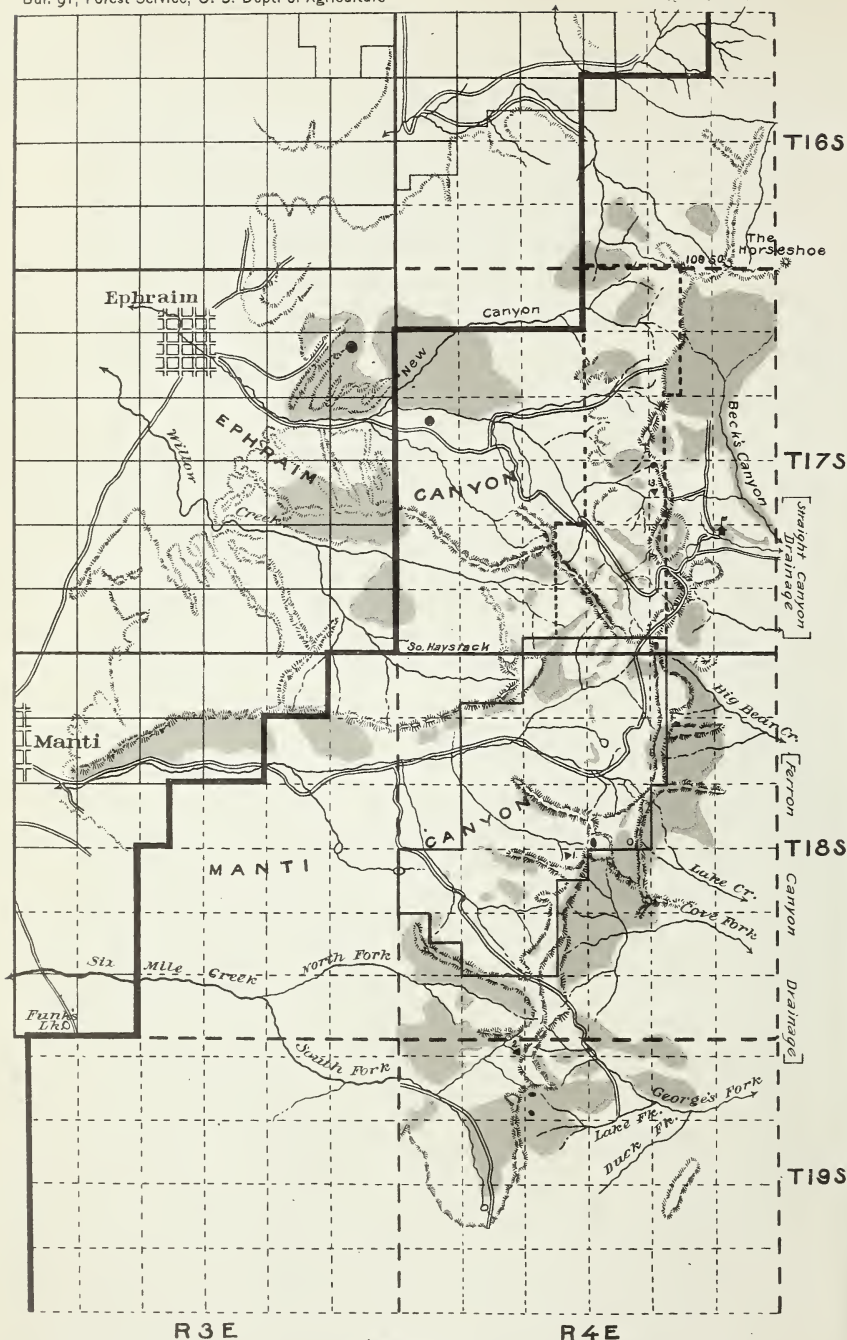 Bul. 91, Forest Service, U. S. Dept. of Agriculture
T16S
The
Horseshoe
Ephraim
Canyon
New
EPHRAIM
CANYON
Beck's Canyon
T17S
Willow
Creek
Straight Canyon
Drainage
So. Haystack
Big Bear Cr.
Manti
Ferron
Canyon
Drainage
CANYON
MANTI
T18S
Lake Cr.
Cove Fork
Six Mile Creek
North Fork
Funk's
Lk.
South Fork
George's Fork
Lake Fk.
Duck Fk.
T19S
R3E
R4E